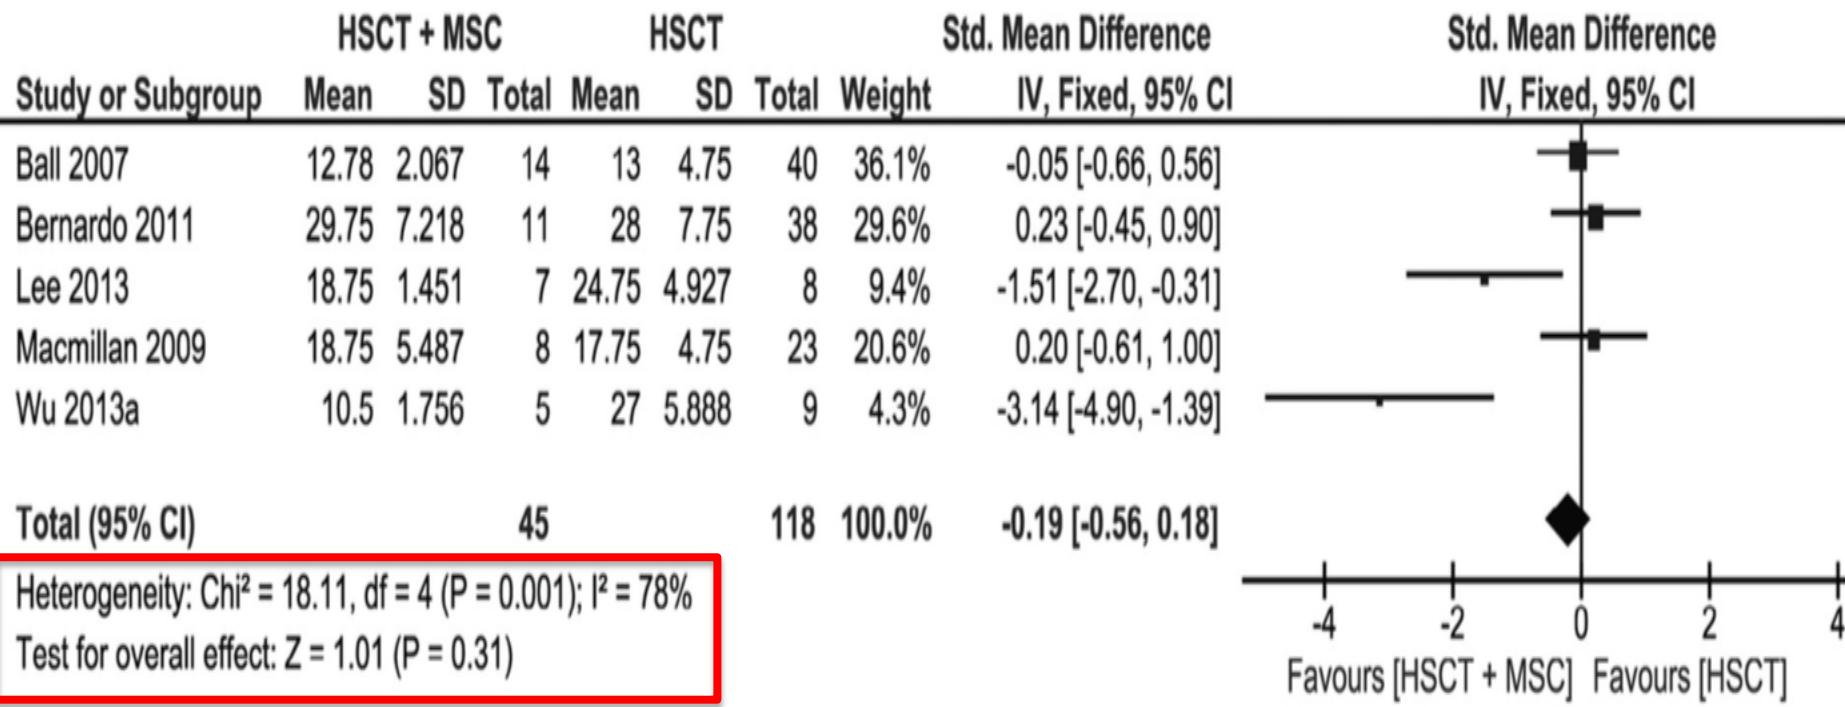 HSCT + MSC HSCT Std. Mean Difference Std. Mean Difference
Study or Subgroup Mean SD Total Mean SD Total Weight IV, Fixed, 95% CI IV, Fixed, 95% CI
Ball 2007 12.78 2.067 14 13 4.75 40 36.1% -0.05 [-0.66, 0.56]
Bernardo 2011 29.75 7.218 11 28 7.75 38 29.6% 0.23 [-0.45, 0.90]
Lee 2013 18.75 1.451 7 24.75 4.927 8 9.4% -1.51 [-2.70, -0.31]
Macmillan 2009 18.75 5.487 8 17.75 4.75 23 20.6% 0.20 [-0.61, 1.00]
Wu 2013a 10.5 1.756 5 27 5.888 9 4.3% -3.14 [-4.90, -1.39]
Total (95% CI) 45 118 100.0% -0.19 [-0.56, 0.18]
Heterogeneity: Chi² = 18.11, df = 4 (P = 0.001); I² = 78%
Test for overall effect: Z = 1.01 (P = 0.31)
-4 -2 0 2 4
Favours [HSCT + MSC] Favours [HSCT]